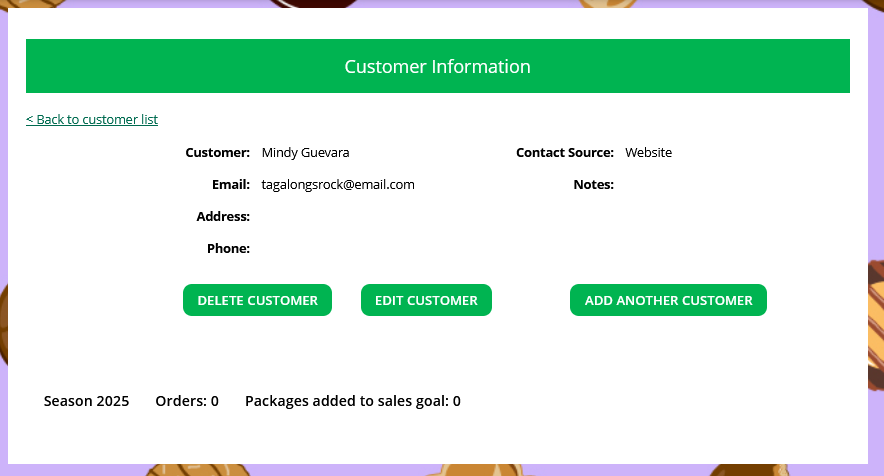 Customer Information
< Back to customer list
Customer: Mindy Guevara Contact Source: Website
Email: tagalongsrock@email.com Notes:
Address:
Phone:
DELETE CUSTOMER EDIT CUSTOMER ADD ANOTHER CUSTOMER
Season 2025 Orders: 0 Packages added to sales goal: 0